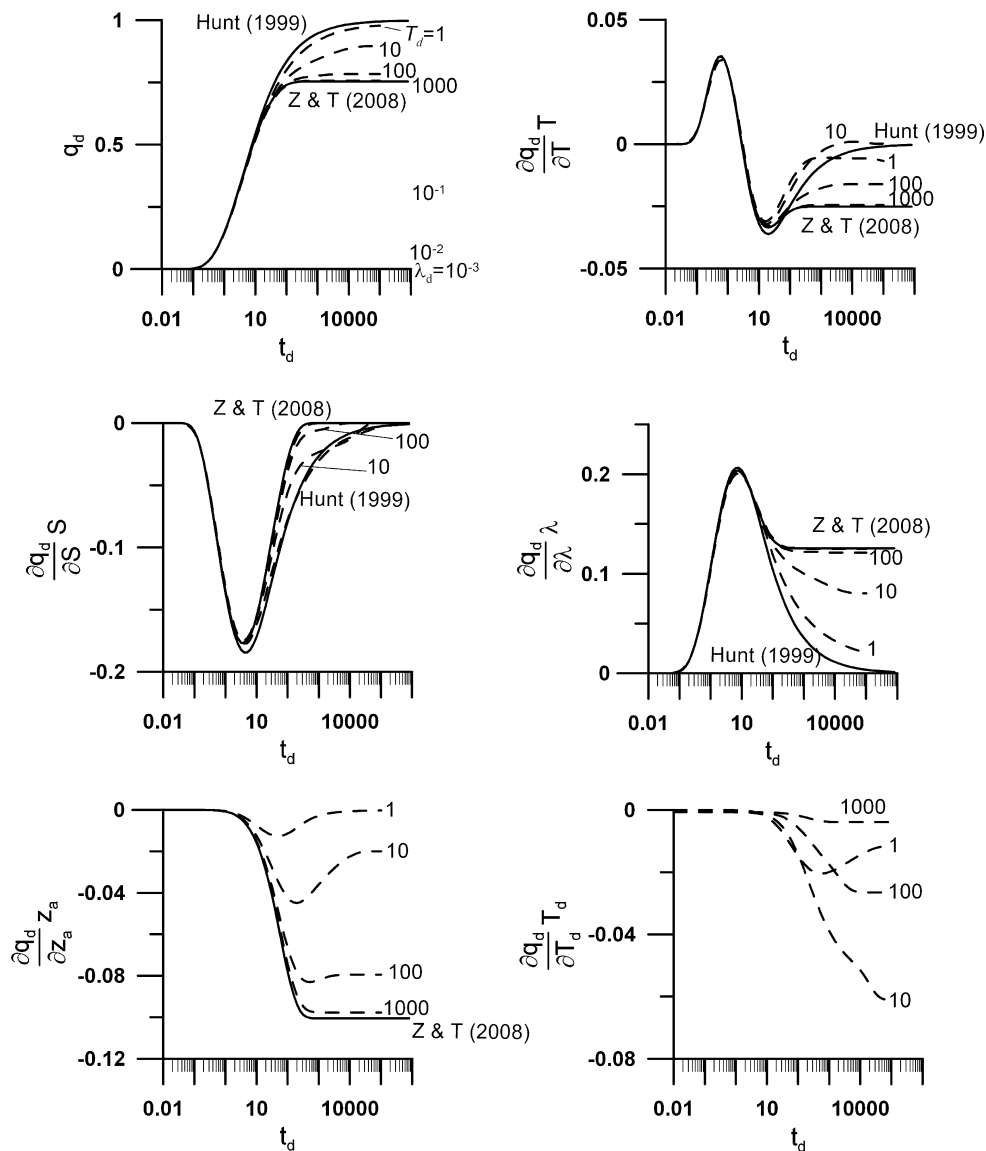 1
0.5
0
q_d
Hunt (1999)
T_d=1
10
100
1000
Z & T (2008)
10⁻¹
10⁻²
λ_d=10⁻³
0.01 10 10000
t_d
0.05
0
-0.05
∂q_d/∂T T
10
Hunt (1999)
1
100
1000
Z & T (2008)
0.01 10 10000
t_d
0
-0.1
-0.2
∂q_d/∂S S
Z & T (2008)
100
10
Hunt (1999)
0.01 10 10000
t_d
0.2
0.1
0
∂q_d/∂λ λ
Z & T (2008)
100
10
1
Hunt (1999)
0.01 10 10000
t_d
0
-0.04
-0.08
-0.12
∂q_d/∂z_a z_a
1
10
100
1000
Z & T (2008)
0.01 10 10000
t_d
0
-0.04
-0.08
∂q_d/∂T_d T_d
1000
1
100
10
0.01 10 10000
t_d